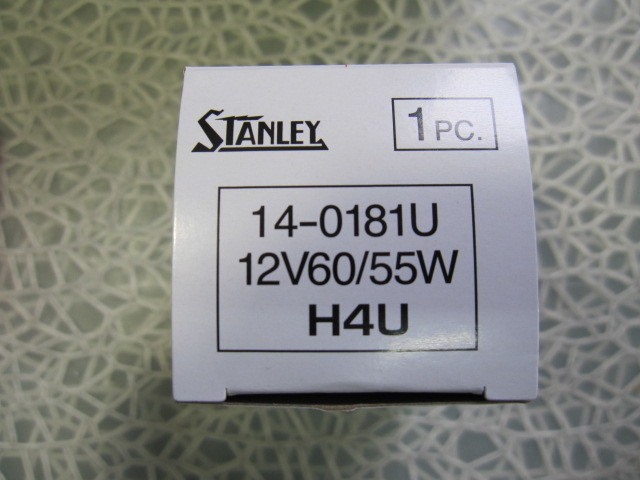 STANLEY
1 PC.
14-0181U
12V60/55W
H4U